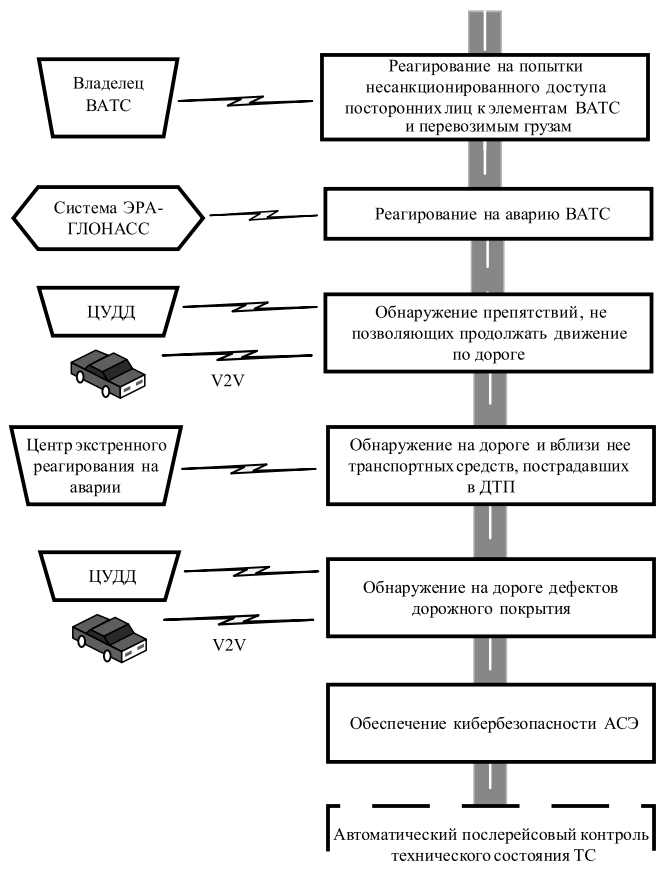 Владелец
ВАТС
Реагирование на попытки
несанкционированного доступа
посторонних лиц к элементам ВАТС
и перевозимым грузам
Система ЭРА-
ГЛОНАСС
Реагирование на аварию ВАТС
ЦУДД
V2V
Обнаружение препятствий, не
позволяющих продолжать движение
по дороге
Центр экстренного
реагирования на
аварии
Обнаружение на дороге и вблизи нее
транспортных средств, пострадавших
в ДТП
ЦУДД
V2V
Обнаружение на дороге дефектов
дорожного покрытия
Обеспечение кибербезопасности АСЭ
Автоматический послерейсовый контроль
технического состояния ТС